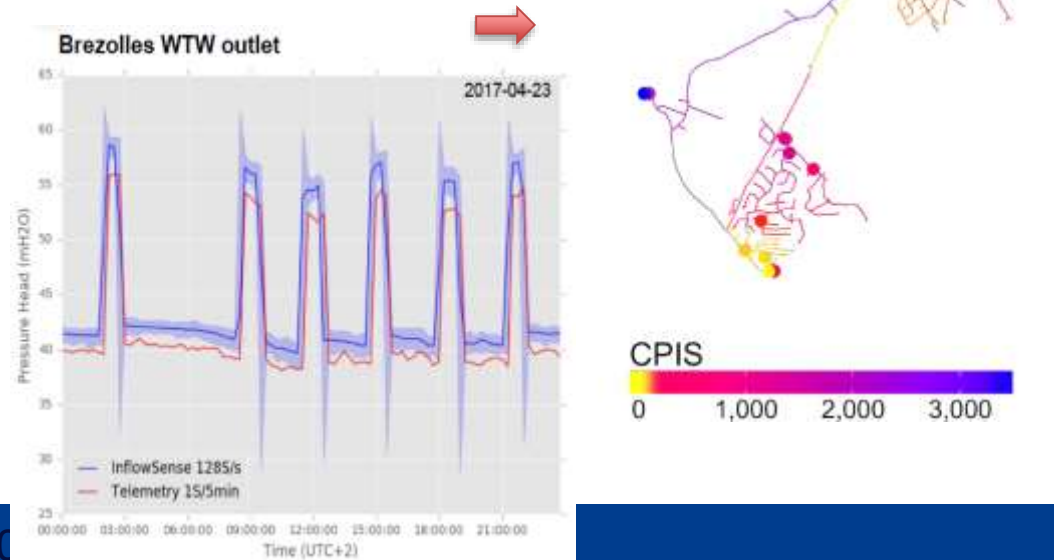 Brezolles WTW outlet
2017-04-23
65
60
55
50
45
40
35
30
25
Pressure Head (mH2O)
InflowSense 128S/s
Telemetry 1S/5min
00:00:00 03:00:00 06:00:00 09:00:00 12:00:00 15:00:00 18:00:00 21:00:00
Time (UTC+2)
CPIS
0 1,000 2,000 3,000